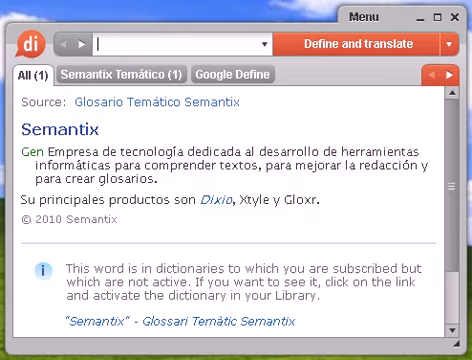 Menu
di
Define and translate
All (1)
Semantix Temático (1)
Google Define
Source: Glosario Temático Semantix
Semantix
Gen Empresa de tecnología dedicada al desarrollo de herramientas
informáticas para comprender textos, para mejorar la redacción y
para crear glosarios.
Su principales producto son Dixio, Xtyle y Gloxr.
© 2010 Semantix
i
This word is in dictionaries to which you are subscribed but
which are not active. If you want to see it, click on the link
and activate the dictionary in your Library.
"Semantix" - Glossari Temàtic Semantix